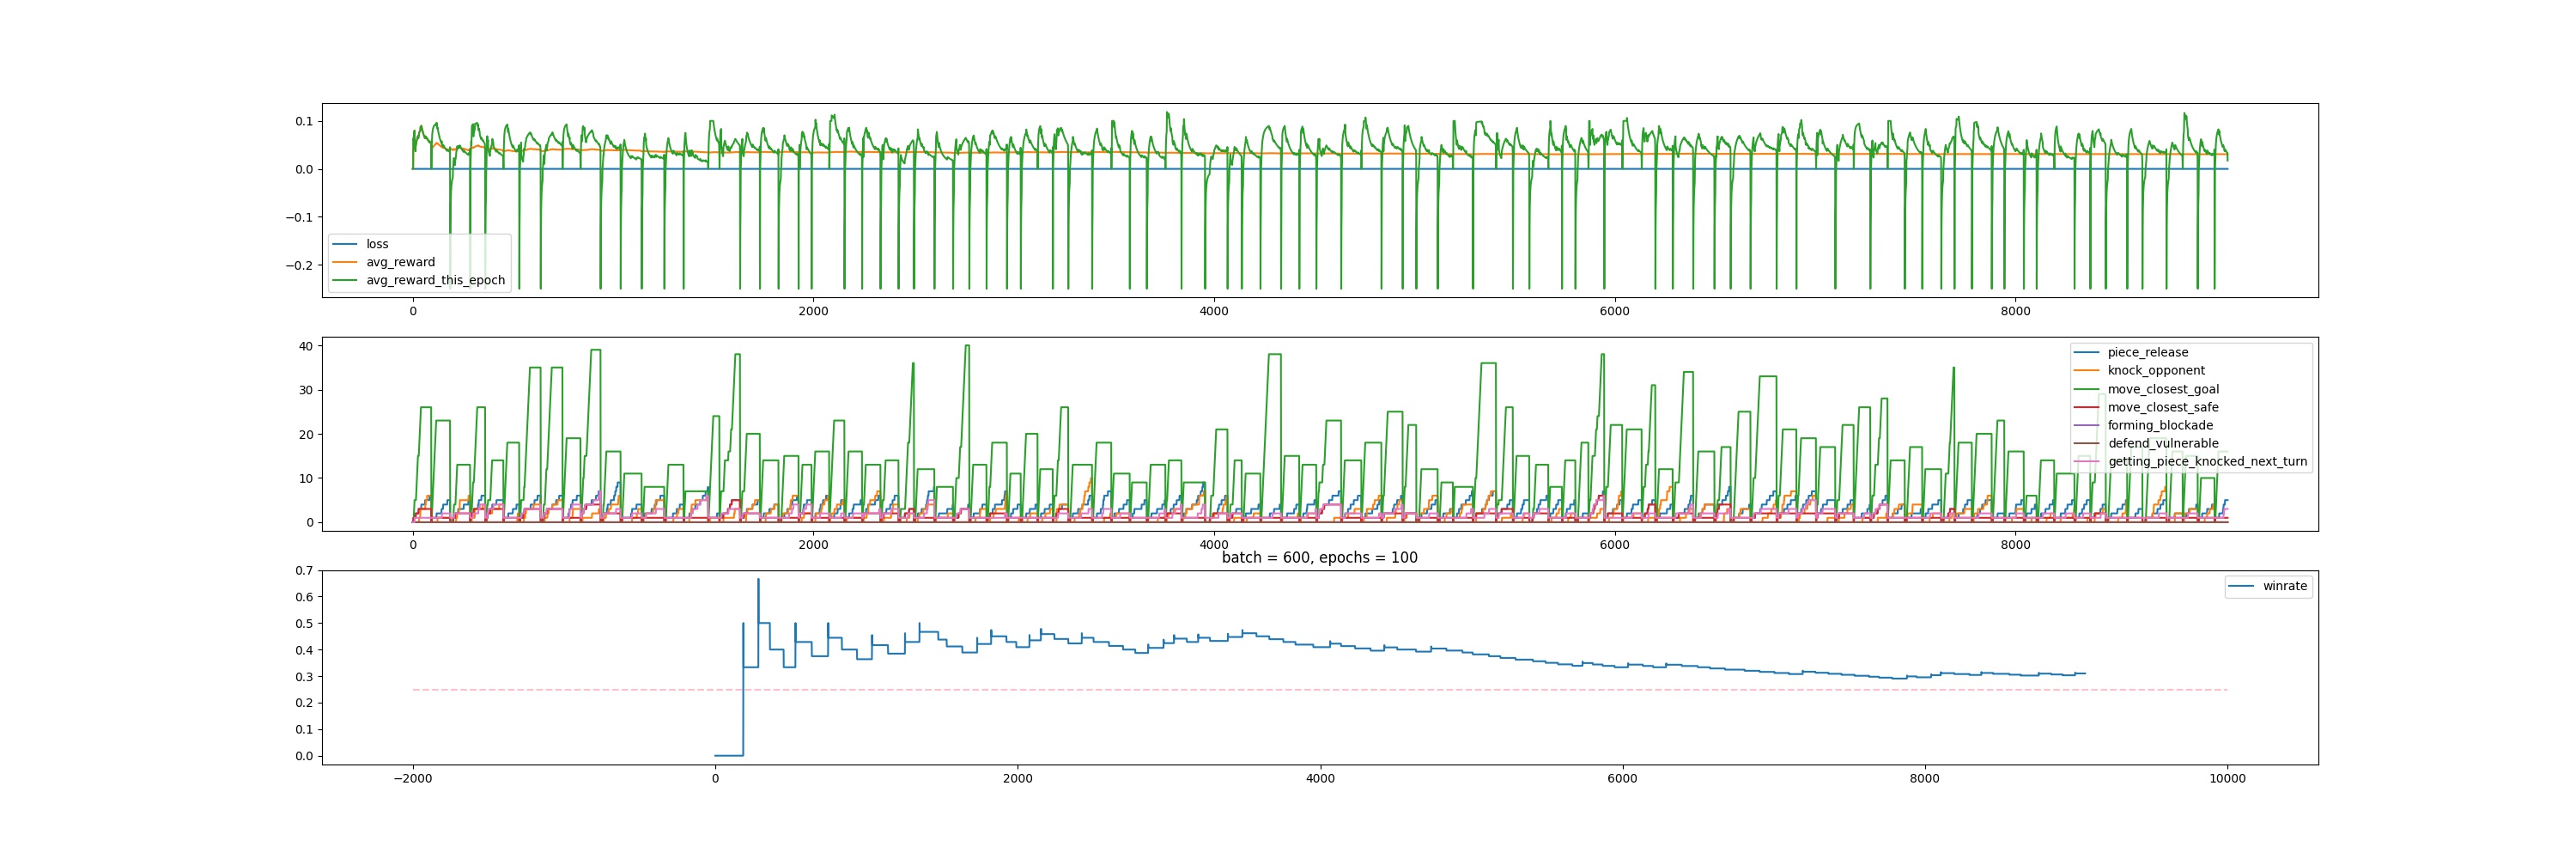 0.1
0.0
−0.1
−0.2
loss
avg_reward
avg_reward_this_epoch
0 2000 4000 6000 8000
40
30
20
10
0
piece_release
knock_opponent
move_closest_goal
move_closest_safe
forming_blockade
defend_vulnerable
getting_piece_knocked_next_turn
0 2000 4000 6000 8000
batch = 600, epochs = 100
0.7
0.6
0.5
0.4
0.3
0.2
0.1
0.0
winrate
−2000 0 2000 4000 6000 8000 10000